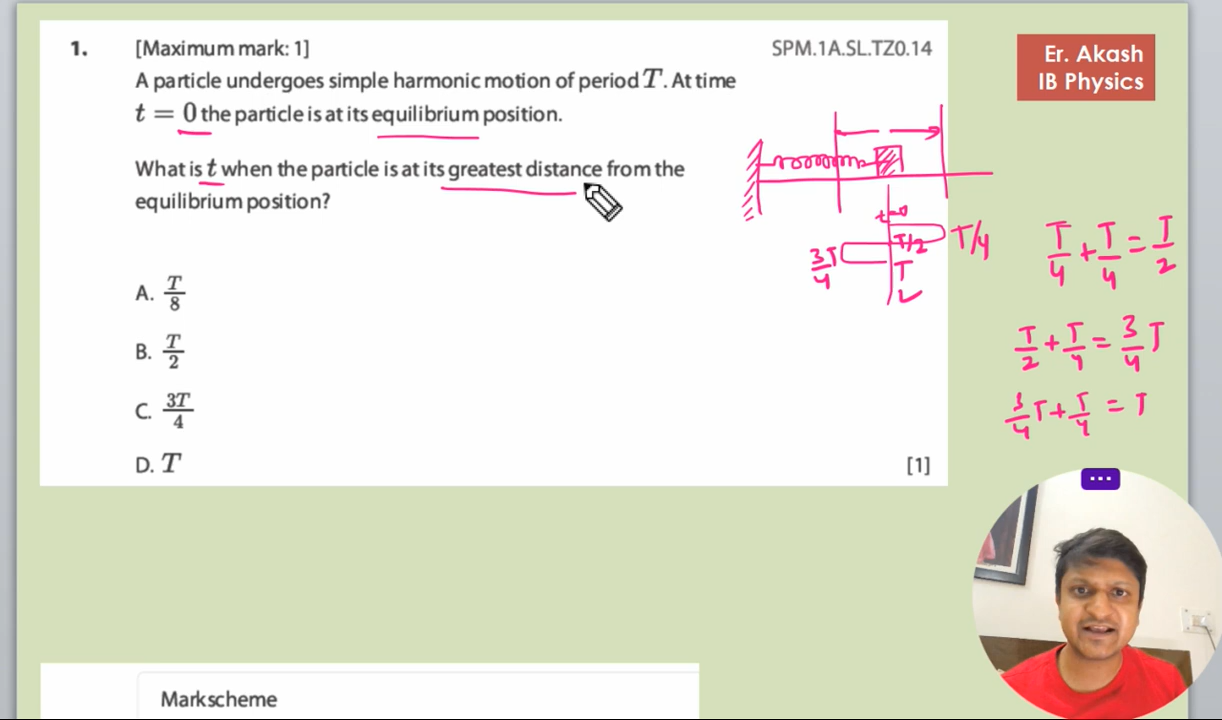 1.
[Maximum mark: 1]
SPM.1A.SL.TZ0.14
A particle undergoes simple harmonic motion of period T. At time
t = 0 the particle is at its equilibrium position.
What is t when the particle is at its greatest distance from the
equilibrium position?
A. T/8
B. T/2
C. 3T/4
D. T
[1]
Er. Akash
IB Physics
t=0
T/2
T/4
3T/4
T
T/4 + T/4 = T/2
T/2 + T/4 = 3/4 T
3/4 T + T/4 = T
Markscheme